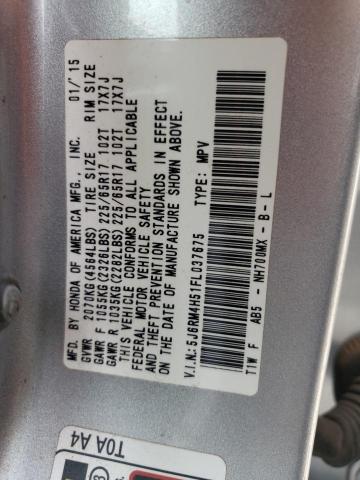 MFD. BY HONDA OF AMERICA MFG., INC. 01/'15
GVWR 2070KG(4564LBS) TIRE SIZE RIM SIZE
GAWR F 1055KG(2326LBS) 225/65R17 102T 17X7J
GAWR R 1035KG(2282LBS) 225/65R17 102T 17X7J
THIS VEHICLE CONFORMS TO ALL APPLICABLE
FEDERAL MOTOR VEHICLE SAFETY
AND THEFT PREVENTION STANDARDS IN EFFECT
ON THE DATE OF MANUFACTURE SHOWN ABOVE.
V.I.N.: 5J6RM4H51FL037675 TYPE: MPV
T1W F AB5 - NH700MX - B - L
T0A A4